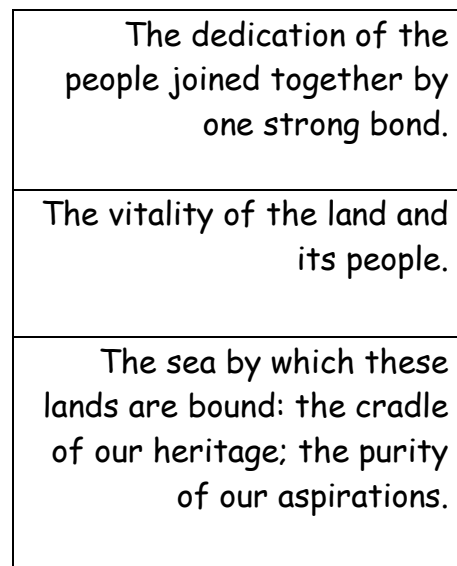 The dedication of the
people joined together by
one strong bond.
The vitality of the land and
its people.
The sea by which these
lands are bound: the cradle
of our heritage; the purity
of our aspirations.